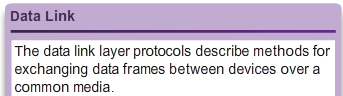 Data Link
The data link layer protocols describe methods for
exchanging data frames between devices over a
common media.